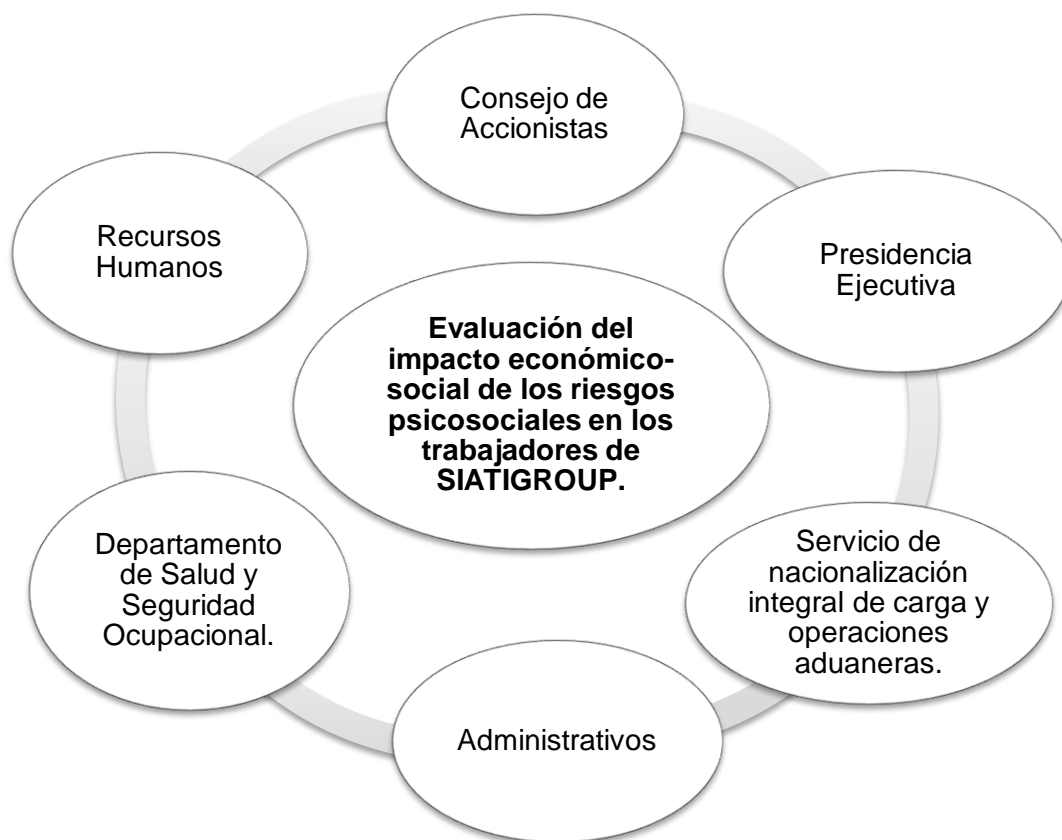 Consejo de
Accionistas
Presidencia
Ejecutiva
Recursos
Humanos
Evaluación del
impacto económico-
social de los riesgos
psicosociales en los
trabajadores de
SIATIGROUP.
Servicio de
nacionalización
integral de carga y
operaciones
aduaneras.
Departamento
de Salud y
Seguridad
Ocupacional.
Administrativos